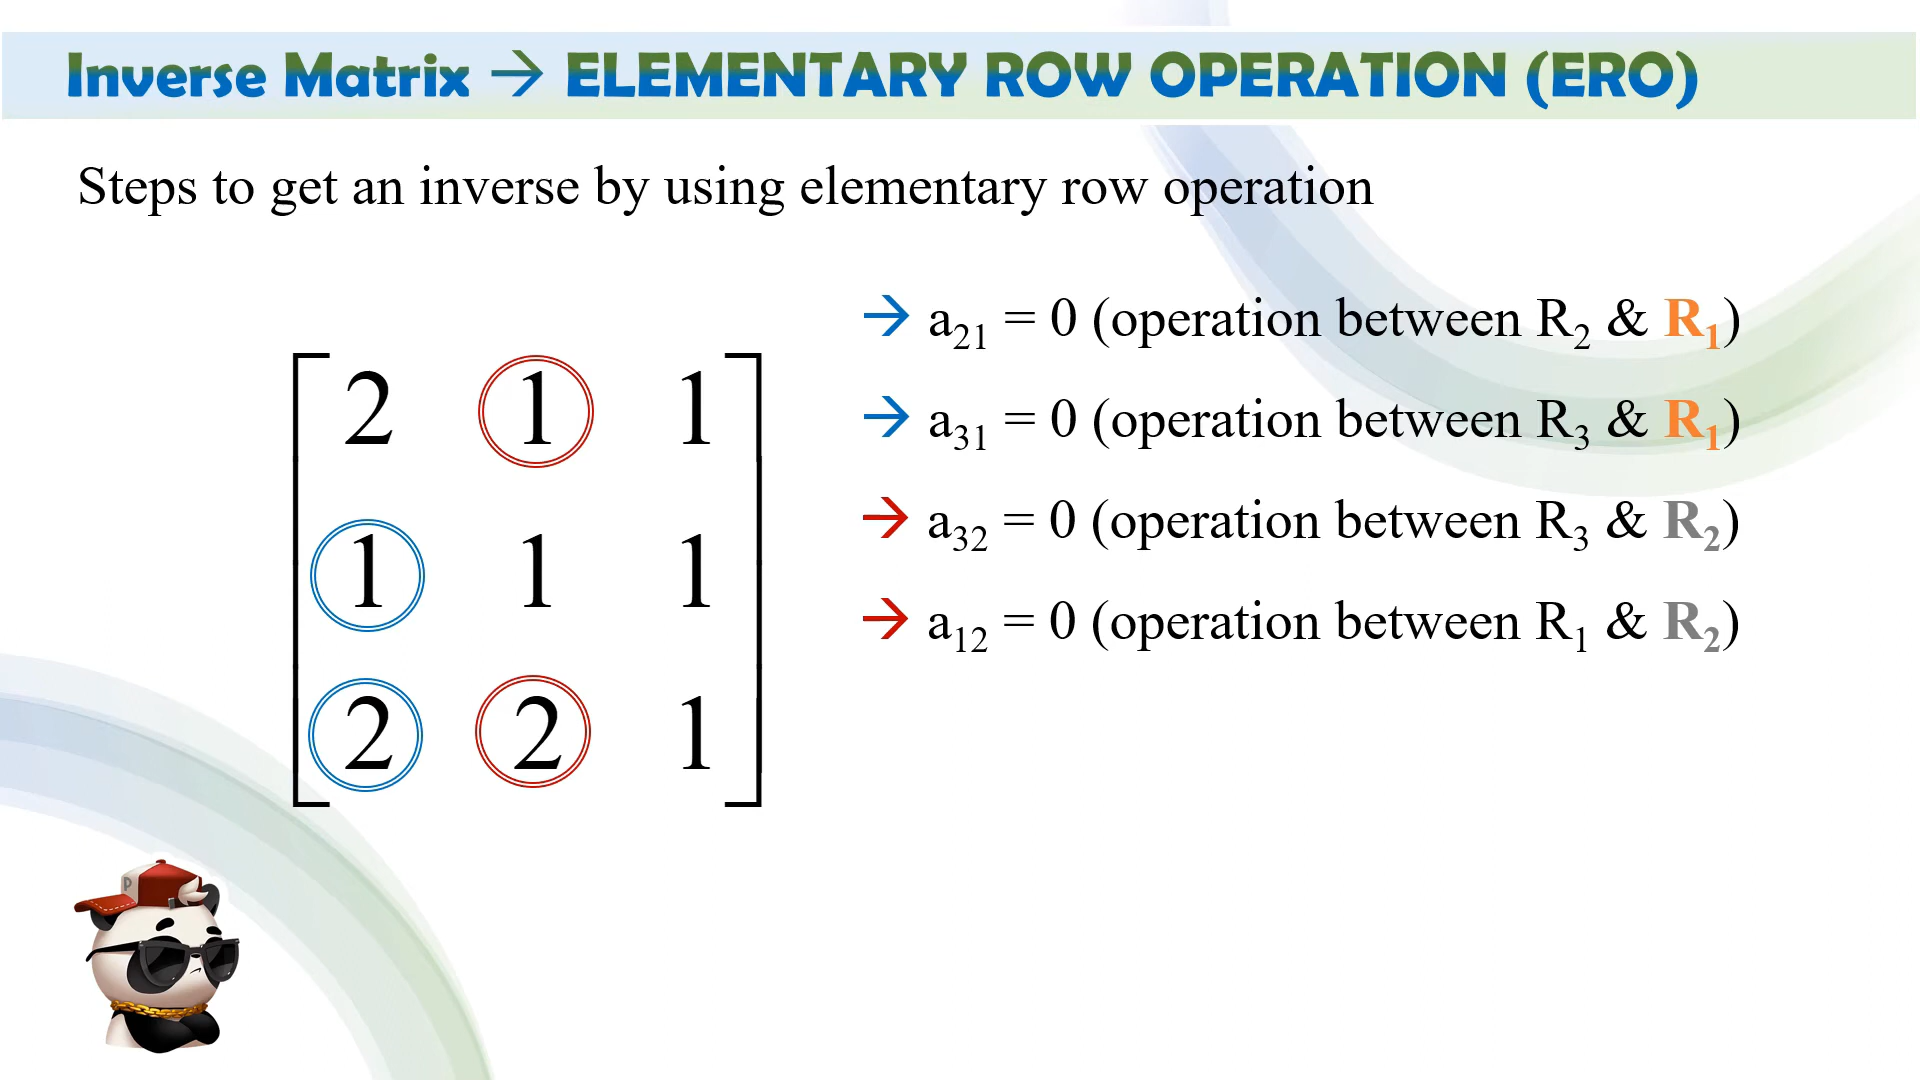 Inverse Matrix → ELEMENTARY ROW OPERATION (ERO)
Steps to get an inverse by using elementary row operation
2 1 1
1 1 1
2 2 1
→ a₂₁ = 0 (operation between R₂ & R₁)
→ a₃₁ = 0 (operation between R₃ & R₁)
→ a₃₂ = 0 (operation between R₃ & R₂)
→ a₁₂ = 0 (operation between R₁ & R₂)
P